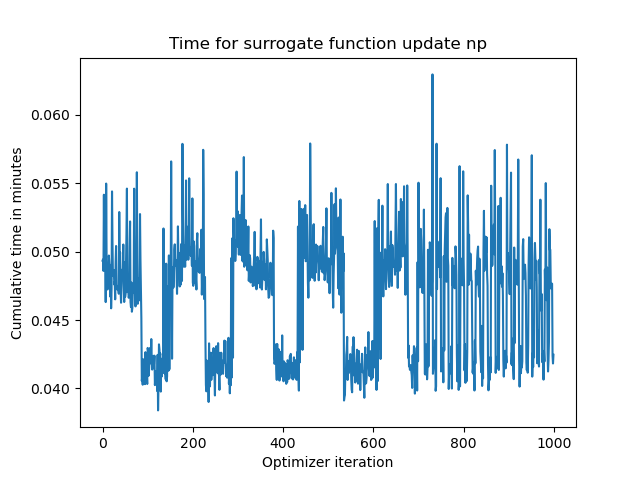 Time for surrogate function update np
Cumulative time in minutes
0.060
0.055
0.050
0.045
0.040
0 200 400 600 800 1000
Optimizer iteration